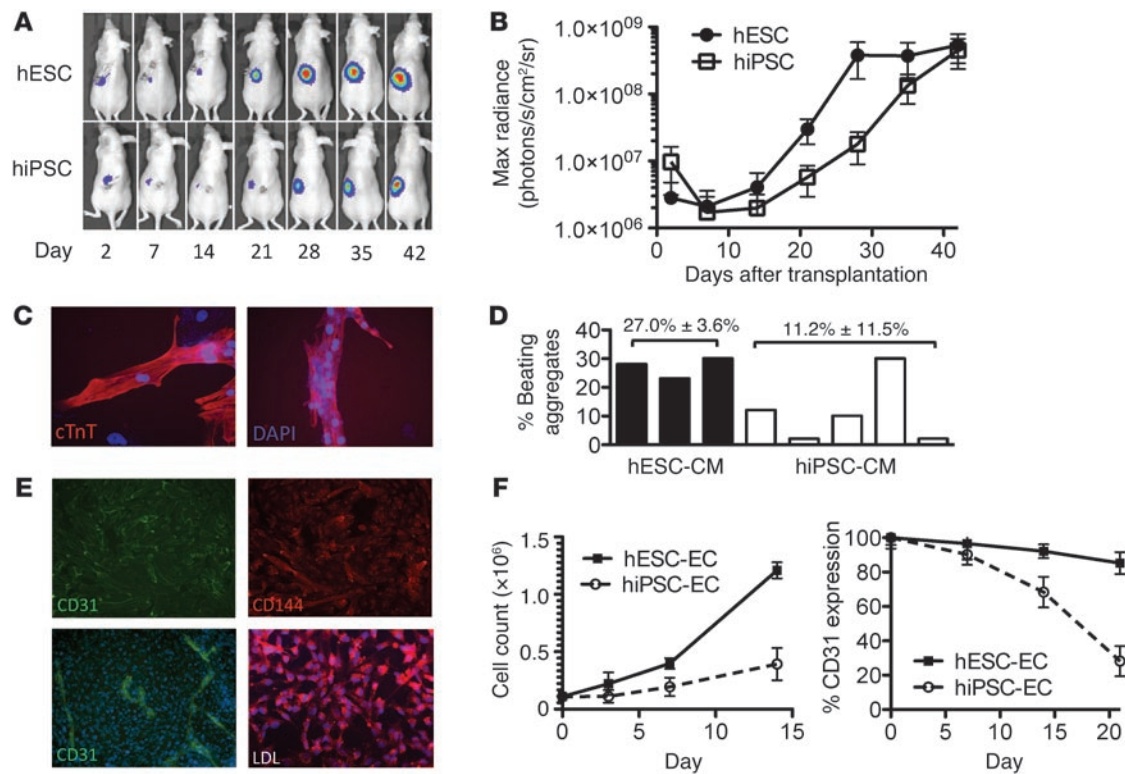 A
hESC
hiPSC
Day 2 7 14 21 28 35 42
B
Max radiance
(photons/s/cm²/sr)
1.0×10⁰⁹
1.0×10⁰⁸
1.0×10⁰⁷
1.0×10⁰⁶
hESC
hiPSC
0 10 20 30 40
Days after transplantation
C
cTnT
DAPI
D
27.0% ± 3.6%
11.2% ± 11.5%
% Beating
aggregates
40
30
20
10
0
hESC-CM
hiPSC-CM
E
CD31
CD144
CD31
LDL
F
Cell count (×10⁶)
1.5
1.0
0.5
0
hESC-EC
hiPSC-EC
0 5 10 15
Day
% CD31 expression
100
80
60
40
20
0
hESC-EC
hiPSC-EC
0 5 10 15 20
Day